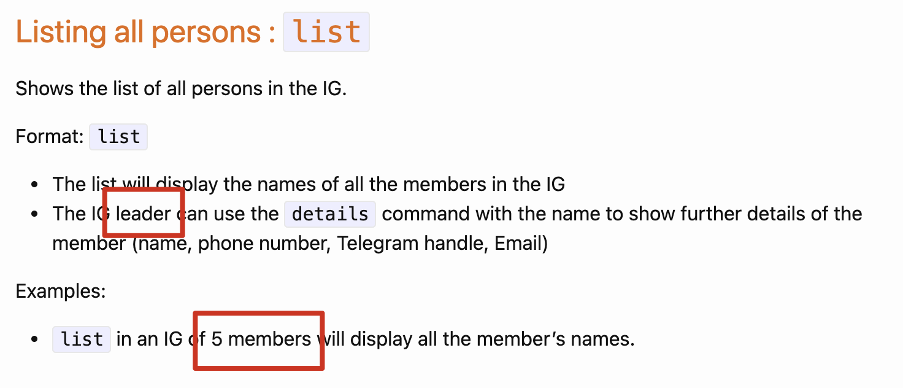 Listing all persons : list
Shows the list of all persons in the IG.
Format: list
• The list will display the names of all the members in the IG
• The IG leader can use the details command with the name to show further details of the
member (name, phone number, Telegram handle, Email)
Examples:
• list in an IG of 5 members will display all the member’s names.